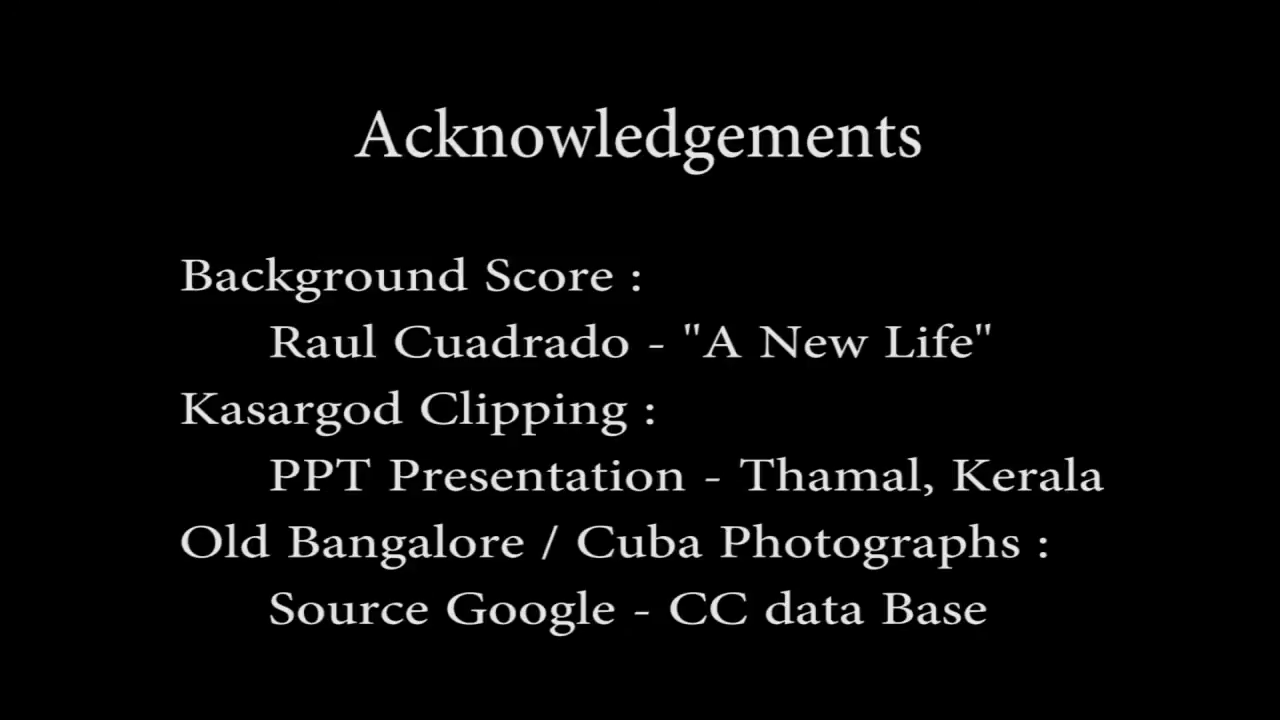 Acknowledgements
Background Score :
Raul Cuadrado - "A New Life"
Kasargod Clipping :
PPT Presentation - Thamal, Kerala
Old Bangalore / Cuba Photographs :
Source Google - CC data Base